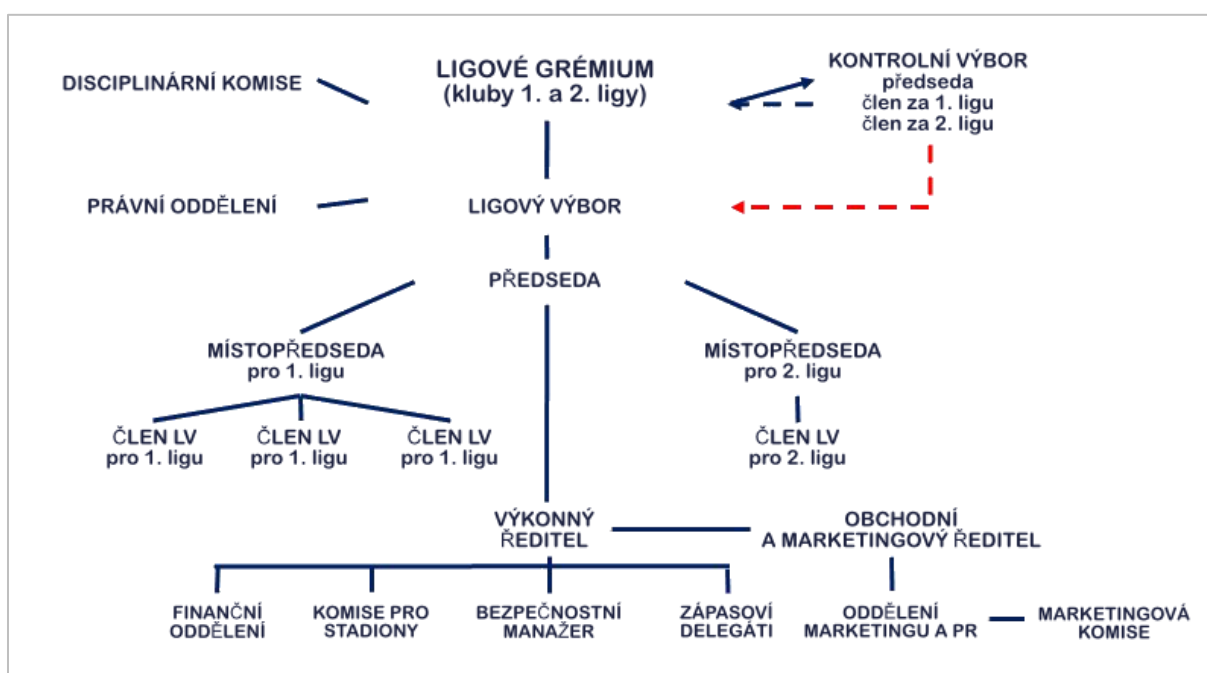 DISCIPLINÁRNÍ KOMISE
LIGOVÉ GRÉMIUM
(kluby 1. a 2. ligy)
KONTROLNÍ VÝBOR
předseda
člen za 1. ligu
člen za 2. ligu
PRÁVNÍ ODDĚLENÍ
LIGOVÝ VÝBOR
PŘEDSEDA
MÍSTOPŘEDSEDA
pro 1. ligu
MÍSTOPŘEDSEDA
pro 2. ligu
ČLEN LV
pro 1. ligu
ČLEN LV
pro 1. ligu
ČLEN LV
pro 1. ligu
ČLEN LV
pro 2. ligu
VÝKONNÝ
ŘEDITEL
OBCHODNÍ
A MARKETINGOVÝ ŘEDITEL
FINANČNÍ
ODDĚLENÍ
KOMISE PRO
STADIONY
BEZPEČNOSTNÍ
MANAŽER
ZÁPASOVÍ
DELEGÁTI
ODDĚLENÍ
MARKETINGU A PR
MARKETINGOVÁ
KOMISE